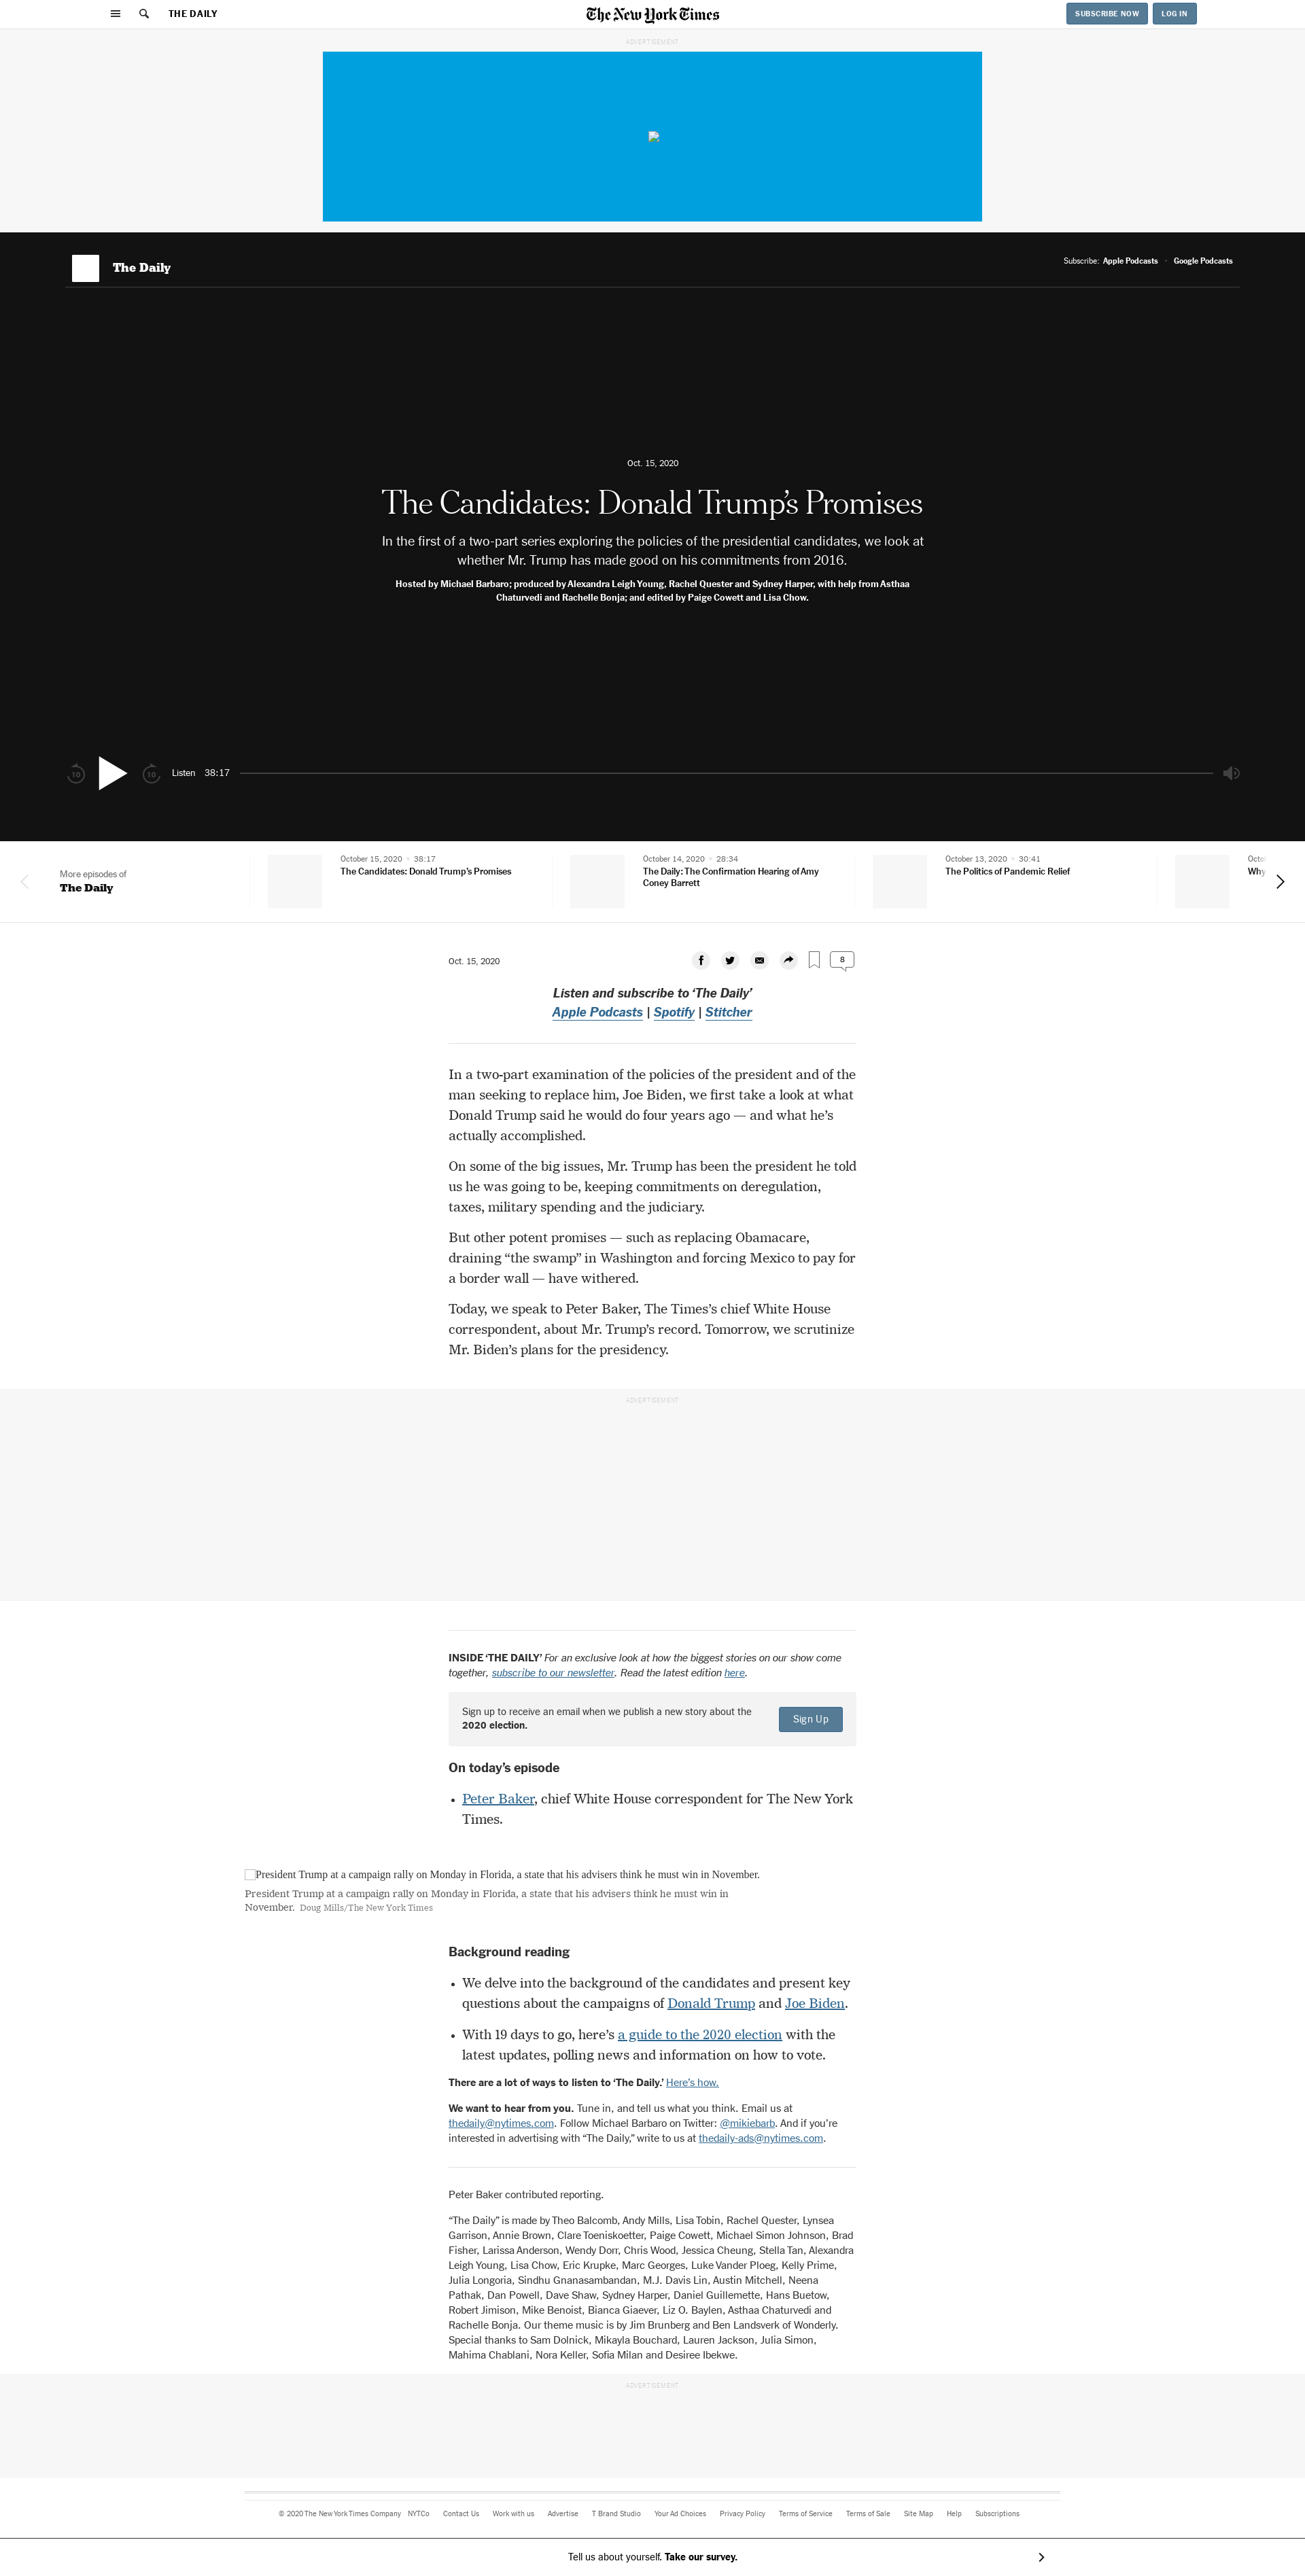 THE DAILY
The New York Times
SUBSCRIBE NOW
LOG IN
ADVERTISEMENT
The Daily
Subscribe: Apple Podcasts • Google Podcasts
Oct. 15, 2020
The Candidates: Donald Trump’s Promises
In the first of a two-part series exploring the policies of the presidential candidates, we look at
whether Mr. Trump has made good on his commitments from 2016.
Hosted by Michael Barbaro; produced by Alexandra Leigh Young, Rachel Quester and Sydney Harper, with help from Asthaa
Chaturvedi and Rachelle Bonja; and edited by Paige Cowett and Lisa Chow.
10
10
Listen 38:17
More episodes of
The Daily
October 15, 2020 • 38:17
The Candidates: Donald Trump’s Promises
October 14, 2020 • 28:34
The Daily: The Confirmation Hearing of Amy
Coney Barrett
October 13, 2020 • 30:41
The Politics of Pandemic Relief
Octo
Why
Oct. 15, 2020
8
Listen and subscribe to ‘The Daily’
Apple Podcasts | Spotify | Stitcher
In a two-part examination of the policies of the president and of the
man seeking to replace him, Joe Biden, we first take a look at what
Donald Trump said he would do four years ago — and what he’s
actually accomplished.
On some of the big issues, Mr. Trump has been the president he told
us he was going to be, keeping commitments on deregulation,
taxes, military spending and the judiciary.
But other potent promises — such as replacing Obamacare,
draining “the swamp” in Washington and forcing Mexico to pay for
a border wall — have withered.
Today, we speak to Peter Baker, The Times’s chief White House
correspondent, about Mr. Trump’s record. Tomorrow, we scrutinize
Mr. Biden’s plans for the presidency.
ADVERTISEMENT
INSIDE ‘THE DAILY’ For an exclusive look at how the biggest stories on our show come
together, subscribe to our newsletter. Read the latest edition here.
Sign up to receive an email when we publish a new story about the
2020 election.
Sign Up
On today’s episode
• Peter Baker, chief White House correspondent for The New York
Times.
President Trump at a campaign rally on Monday in Florida, a state that his advisers think he must win in November.
President Trump at a campaign rally on Monday in Florida, a state that his advisers think he must win in
November. Doug Mills/The New York Times
Background reading
• We delve into the background of the candidates and present key
questions about the campaigns of Donald Trump and Joe Biden.
• With 19 days to go, here’s a guide to the 2020 election with the
latest updates, polling news and information on how to vote.
There are a lot of ways to listen to ‘The Daily.’ Here’s how.
We want to hear from you. Tune in, and tell us what you think. Email us at
thedaily@nytimes.com. Follow Michael Barbaro on Twitter: @mikiebarb. And if you’re
interested in advertising with “The Daily,” write to us at thedaily-ads@nytimes.com.
Peter Baker contributed reporting.
“The Daily” is made by Theo Balcomb, Andy Mills, Lisa Tobin, Rachel Quester, Lynsea
Garrison, Annie Brown, Clare Toeniskoetter, Paige Cowett, Michael Simon Johnson, Brad
Fisher, Larissa Anderson, Wendy Dorr, Chris Wood, Jessica Cheung, Stella Tan, Alexandra
Leigh Young, Lisa Chow, Eric Krupke, Marc Georges, Luke Vander Ploeg, Kelly Prime,
Julia Longoria, Sindhu Gnanasambandan, M.J. Davis Lin, Austin Mitchell, Neena
Pathak, Dan Powell, Dave Shaw, Sydney Harper, Daniel Guillemette, Hans Buetow,
Robert Jimison, Mike Benoist, Bianca Giaever, Liz O. Baylen, Asthaa Chaturvedi and
Rachelle Bonja. Our theme music is by Jim Brunberg and Ben Landsverk of Wonderly.
Special thanks to Sam Dolnick, Mikayla Bouchard, Lauren Jackson, Julia Simon,
Mahima Chablani, Nora Keller, Sofia Milan and Desiree Ibekwe.
ADVERTISEMENT
© 2020 The New York Times Company NYTCo Contact Us Work with us Advertise T Brand Studio Your Ad Choices Privacy Policy Terms of Service Terms of Sale Site Map Help Subscriptions
Tell us about yourself. Take our survey.